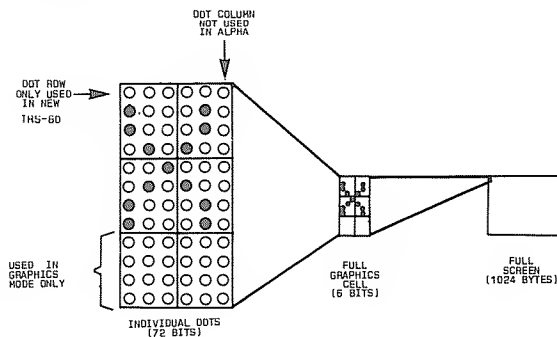 DOT COLUMN
NOT USED
IN ALPHA
DOT ROW
ONLY USED
IN NEW
TRS-80
USED IN
GRAPHICS
MODE ONLY
INDIVIDUAL DOTS
(72 BITS)
FULL
GRAPHICS
CELL
(6 BITS)
FULL
SCREEN
(1024 BYTES)